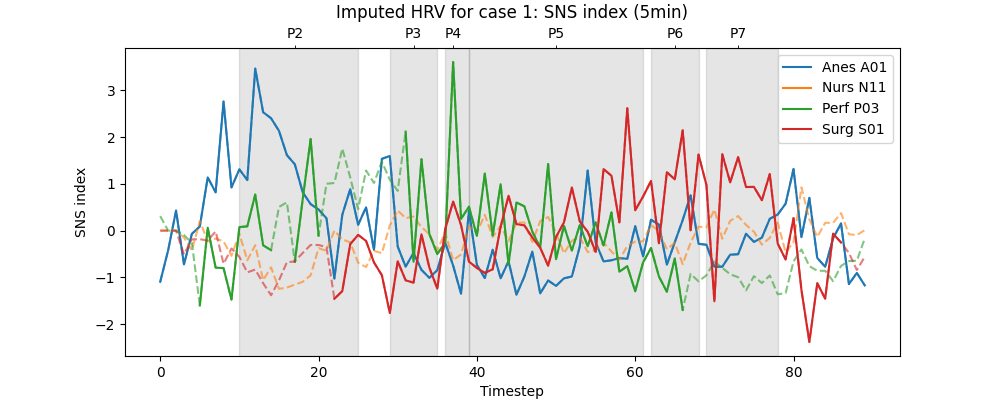 Imputed HRV for case 1: SNS index (5min)
P2 P3 P4 P5 P6 P7
Anes A01
Nurs N11
Perf P03
Surg S01
SNS index
3
2
1
0
−1
−2
0 20 40 60 80
Timestep